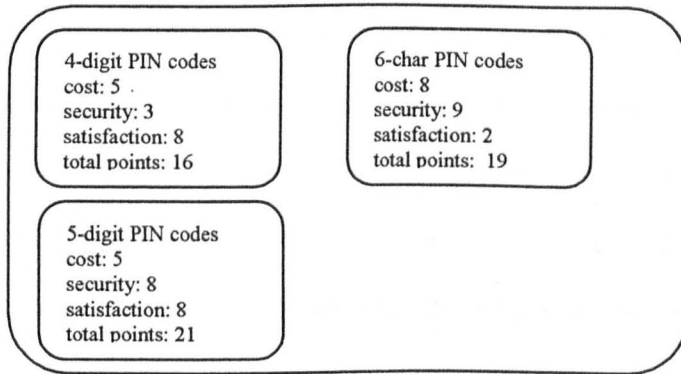 4-digit PIN codes
cost: 5
security: 3
satisfaction: 8
total points: 16
6-char PIN codes
cost: 8
security: 9
satisfaction: 2
total points: 19
5-digit PIN codes
cost: 5
security: 8
satisfaction: 8
total points: 21